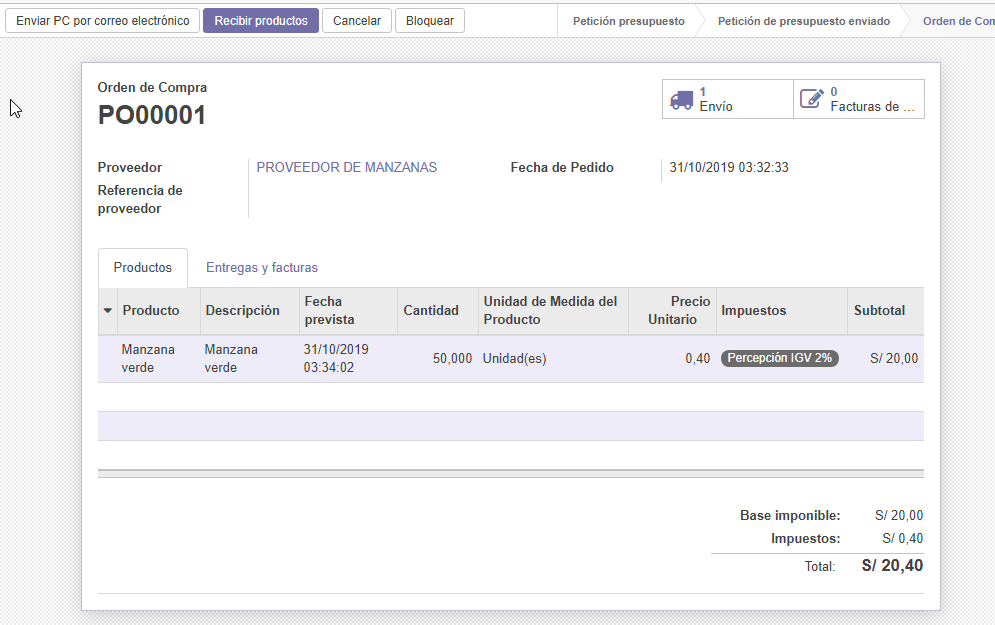 Enviar PC por correo electrónico Recibir productos Cancelar Bloquear Petición presupuesto Petición de presupuesto enviado Orden de Com
Orden de Compra
PO00001
1
Envío
0
Facturas de ...
Proveedor PROVEEDOR DE MANZANAS Fecha de Pedido 31/10/2019 03:32:33
Referencia de
proveedor
Productos Entregas y facturas
Producto Descripción Fecha
prevista Cantidad Unidad de Medida del
Producto Precio
Unitario Impuestos Subtotal
Manzana
verde Manzana
verde 31/10/2019
03:34:02 50,000 Unidad(es) 0,40 Percepción IGV 2% S/ 20,00
Base imponible: S/ 20,00
Impuestos: S/ 0,40
Total: S/ 20,40